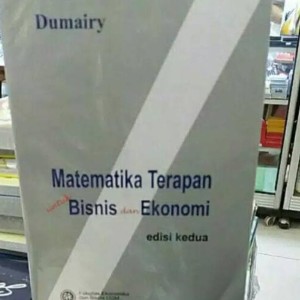 Dumairy
Matematika Terapan
untuk Bisnis dan Ekonomi
edisi kedua